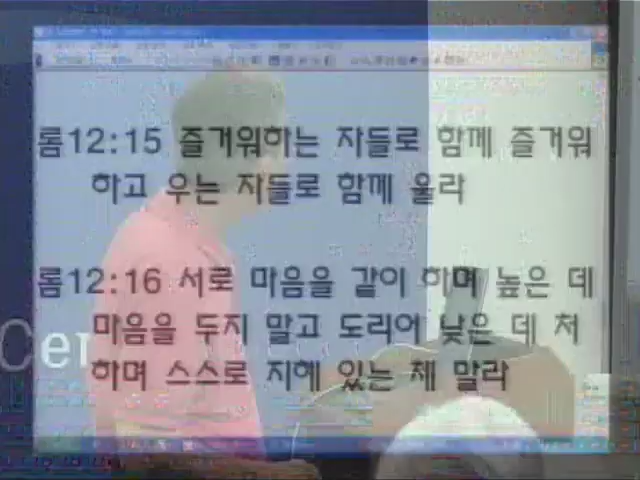 롬12:15 즐거워하는 자들로 함께 즐거워
하고 우는 자들로 함께 울라
롬12:16 서로 마음을 같이 하며 높은 데
마음을 두지 말고 도리어 낮은 데 처
하며 스스로 지혜 있는 체 말라
Cen